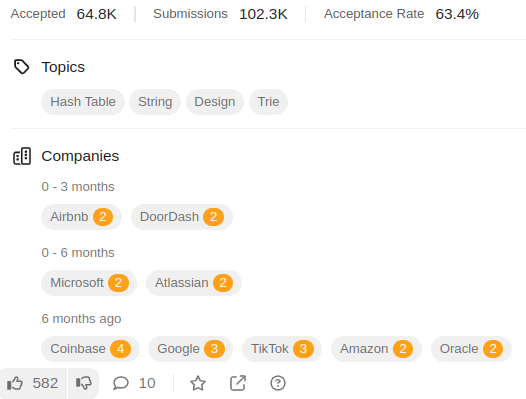 Accepted 64.8K Submissions 102.3K Acceptance Rate 63.4%
Topics
Hash Table String Design Trie
Companies
0 - 3 months
Airbnb 2 DoorDash 2
0 - 6 months
Microsoft 2 Atlassian 2
6 months ago
Coinbase 4 Google 3 TikTok 3 Amazon 2 Oracle 2
582 10